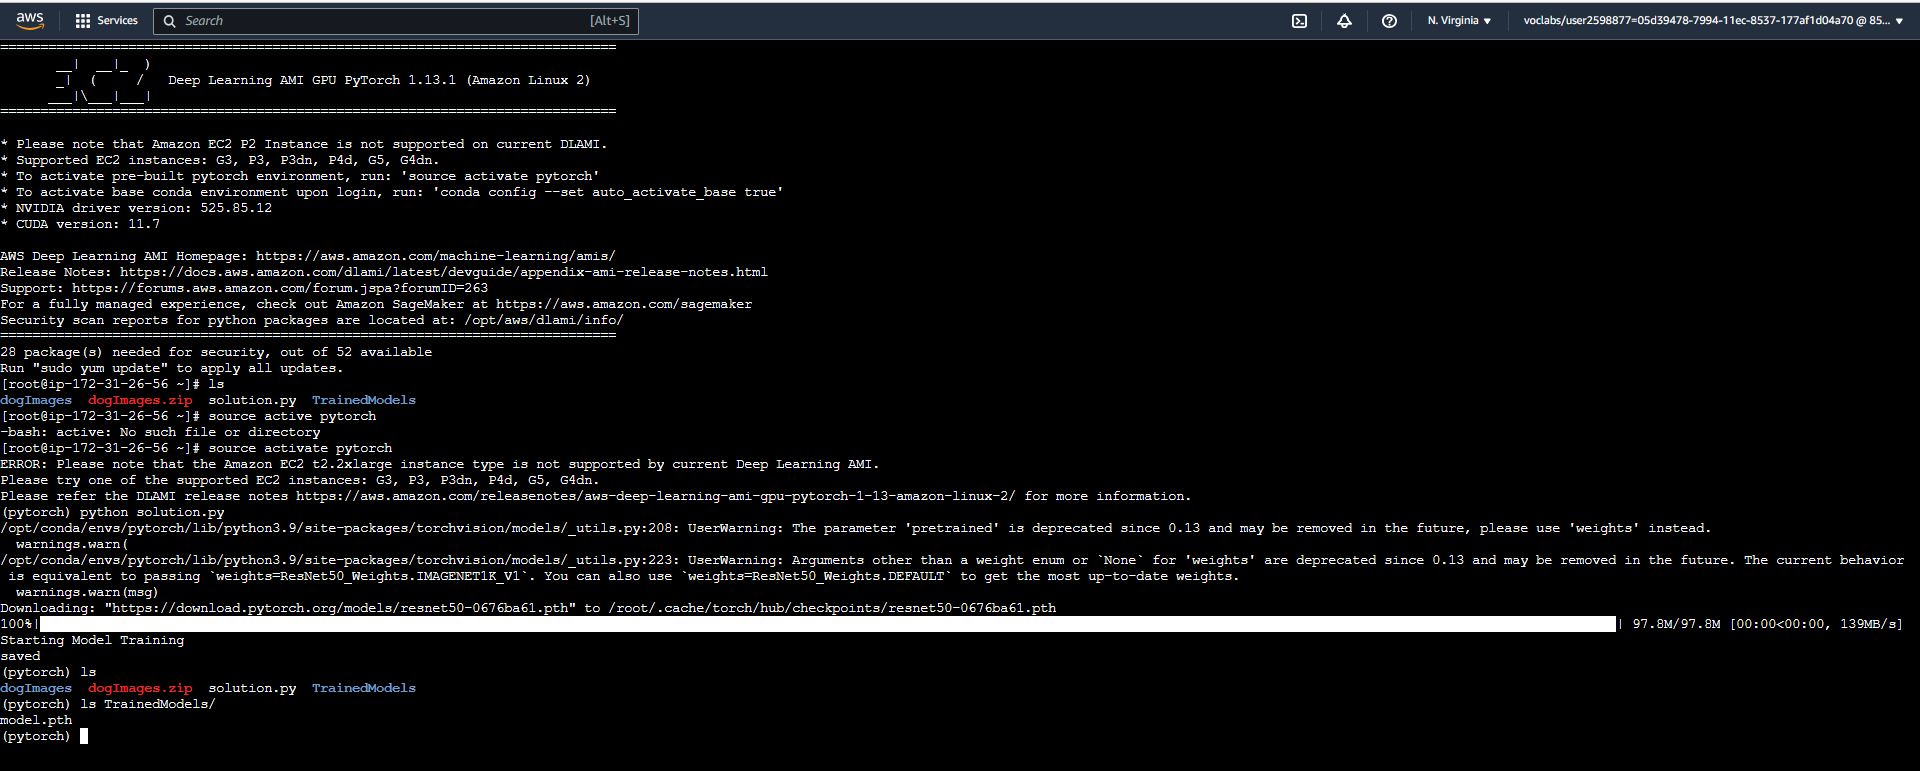 aws
Services
Search
[Alt+S]
N. Virginia
voclabs/user2598877=05d39478-7994-11ec-8537-177af1d04a70 @ 85...
=============================================================================
__|  __|_  )
_|  (     /   Deep Learning AMI GPU PyTorch 1.13.1 (Amazon Linux 2)
___|\___|___|
=============================================================================
* Please note that Amazon EC2 P2 Instance is not supported on current DLAMI.
* Supported EC2 instances: G3, P3, P3dn, P4d, G5, G4dn.
* To activate pre-built pytorch environment, run: 'source activate pytorch'
* To activate base conda environment upon login, run: 'conda config --set auto_activate_base true'
* NVIDIA driver version: 525.85.12
* CUDA version: 11.7
AWS Deep Learning AMI Homepage: https://aws.amazon.com/machine-learning/amis/
Release Notes: https://docs.aws.amazon.com/dlami/latest/devguide/appendix-ami-release-notes.html
Support: https://forums.aws.amazon.com/forum.jspa?forumID=263
For a fully managed experience, check out Amazon SageMaker at https://aws.amazon.com/sagemaker
Security scan reports for python packages are located at: /opt/aws/dlami/info/
=============================================================================
28 package(s) needed for security, out of 52 available
Run "sudo yum update" to apply all updates.
[root@ip-172-31-26-56 ~]# ls
dogImages  dogImages.zip  solution.py  TrainedModels
[root@ip-172-31-26-56 ~]# source active pytorch
-bash: active: No such file or directory
[root@ip-172-31-26-56 ~]# source activate pytorch
ERROR: Please note that the Amazon EC2 t2.2xlarge instance type is not supported by current Deep Learning AMI.
Please try one of the supported EC2 instances: G3, P3, P3dn, P4d, G5, G4dn.
Please refer the DLAMI release notes https://aws.amazon.com/releasenotes/aws-deep-learning-ami-gpu-pytorch-1-13-amazon-linux-2/ for more information.
(pytorch) python solution.py
/opt/conda/envs/pytorch/lib/python3.9/site-packages/torchvision/models/_utils.py:208: UserWarning: The parameter 'pretrained' is deprecated since 0.13 and may be removed in the future, please use 'weights' instead.
  warnings.warn(
/opt/conda/envs/pytorch/lib/python3.9/site-packages/torchvision/models/_utils.py:223: UserWarning: Arguments other than a weight enum or `None` for 'weights' are deprecated since 0.13 and may be removed in the future. The current behavior
 is equivalent to passing `weights=ResNet50_Weights.IMAGENET1K_V1`. You can also use `weights=ResNet50_Weights.DEFAULT` to get the most up-to-date weights.
  warnings.warn(msg)
Downloading: "https://download.pytorch.org/models/resnet50-0676ba61.pth" to /root/.cache/torch/hub/checkpoints/resnet50-0676ba61.pth
100%| | 97.8M/97.8M [00:00<00:00, 139MB/s]
Starting Model Training
saved
(pytorch) ls
dogImages  dogImages.zip  solution.py  TrainedModels
(pytorch) ls TrainedModels/
model.pth
(pytorch)